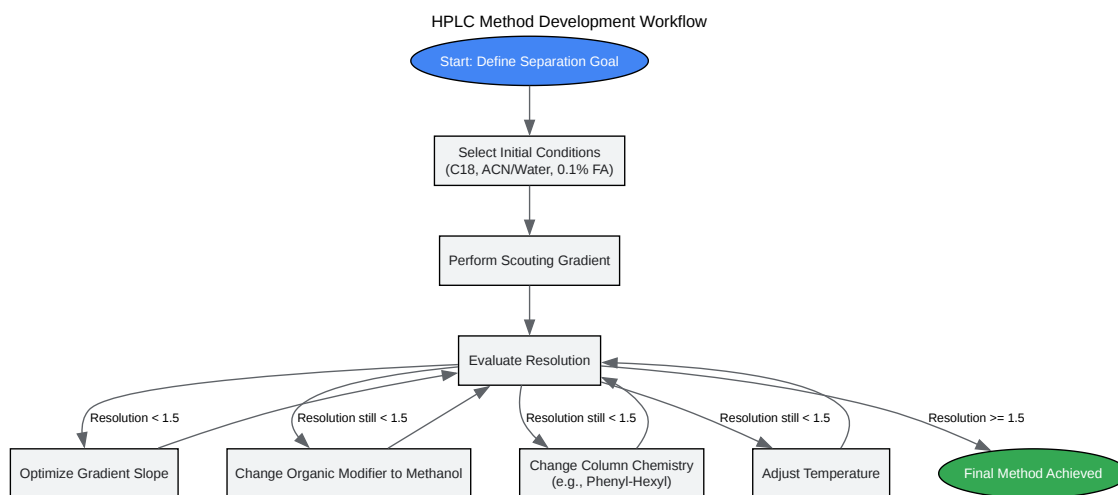 HPLC Method Development Workflow
Start: Define Separation Goal
Select Initial Conditions
(C18, ACN/Water, 0.1% FA)
Perform Scouting Gradient
Evaluate Resolution
Resolution < 1.5
Resolution still < 1.5
Resolution still < 1.5
Resolution still < 1.5
Resolution >= 1.5
Optimize Gradient Slope
Change Organic Modifier to Methanol
Change Column Chemistry
(e.g., Phenyl-Hexyl)
Adjust Temperature
Final Method Achieved